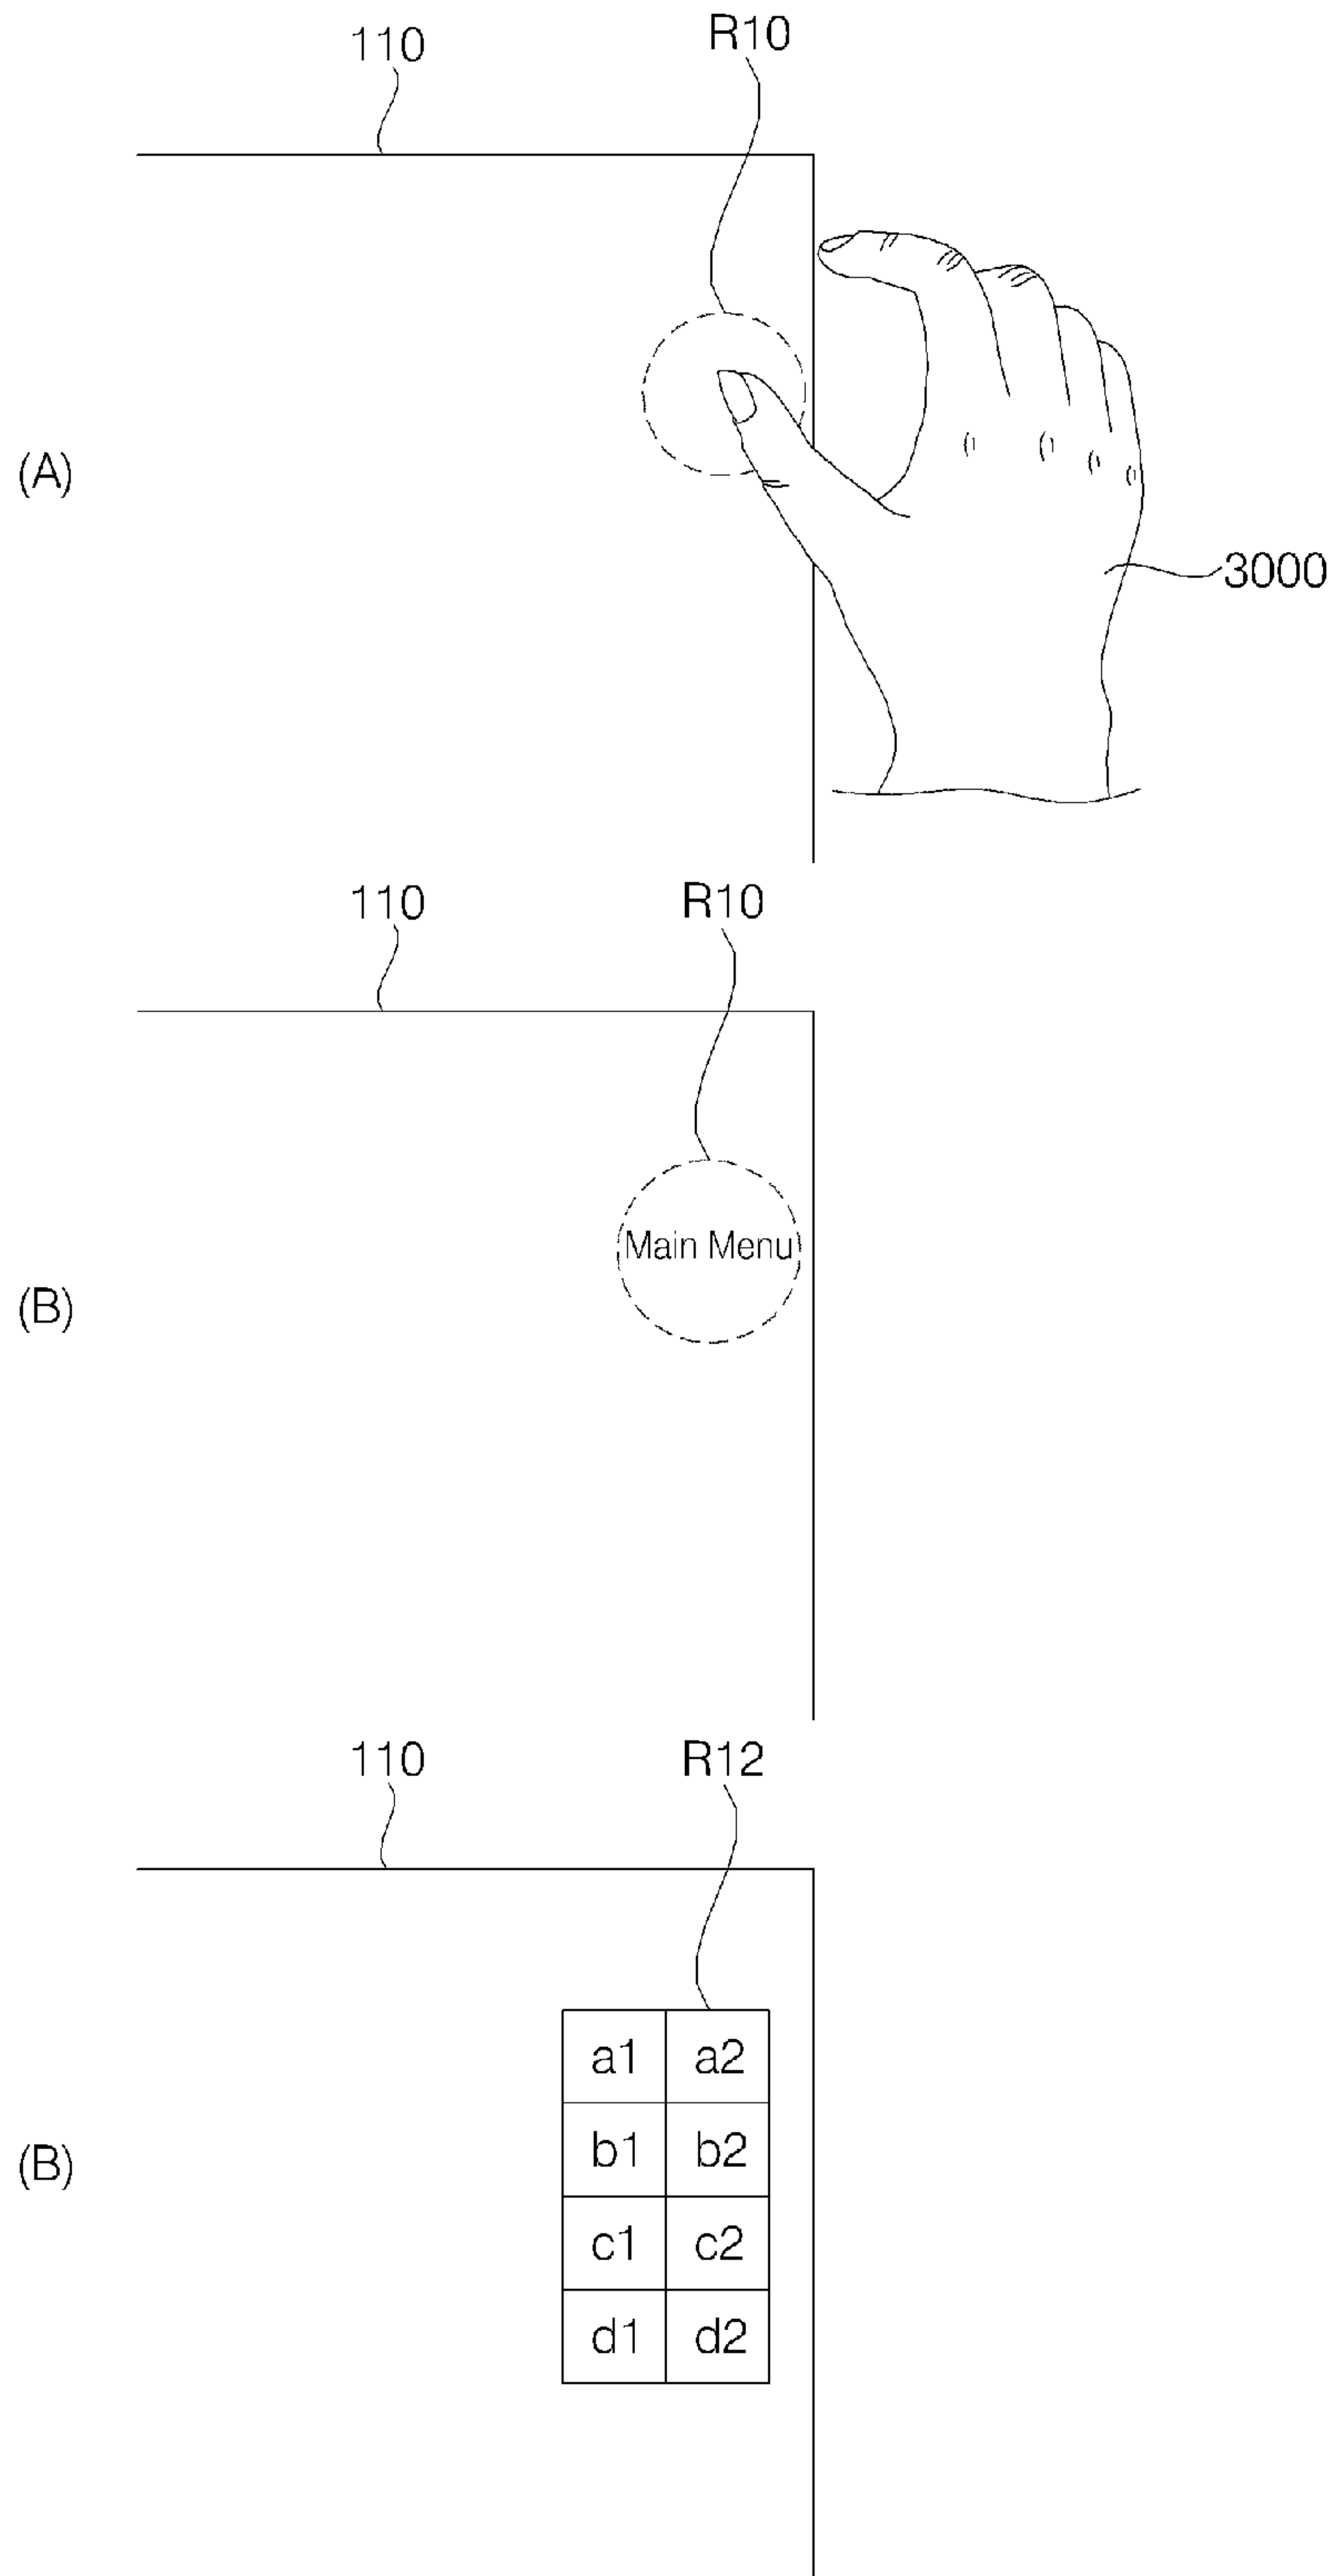 110 R10
(A)
3000
110 R10
Main Menu
(B)
110 R12
a1 a2
b1 b2
(B)
c1 c2
d1 d2